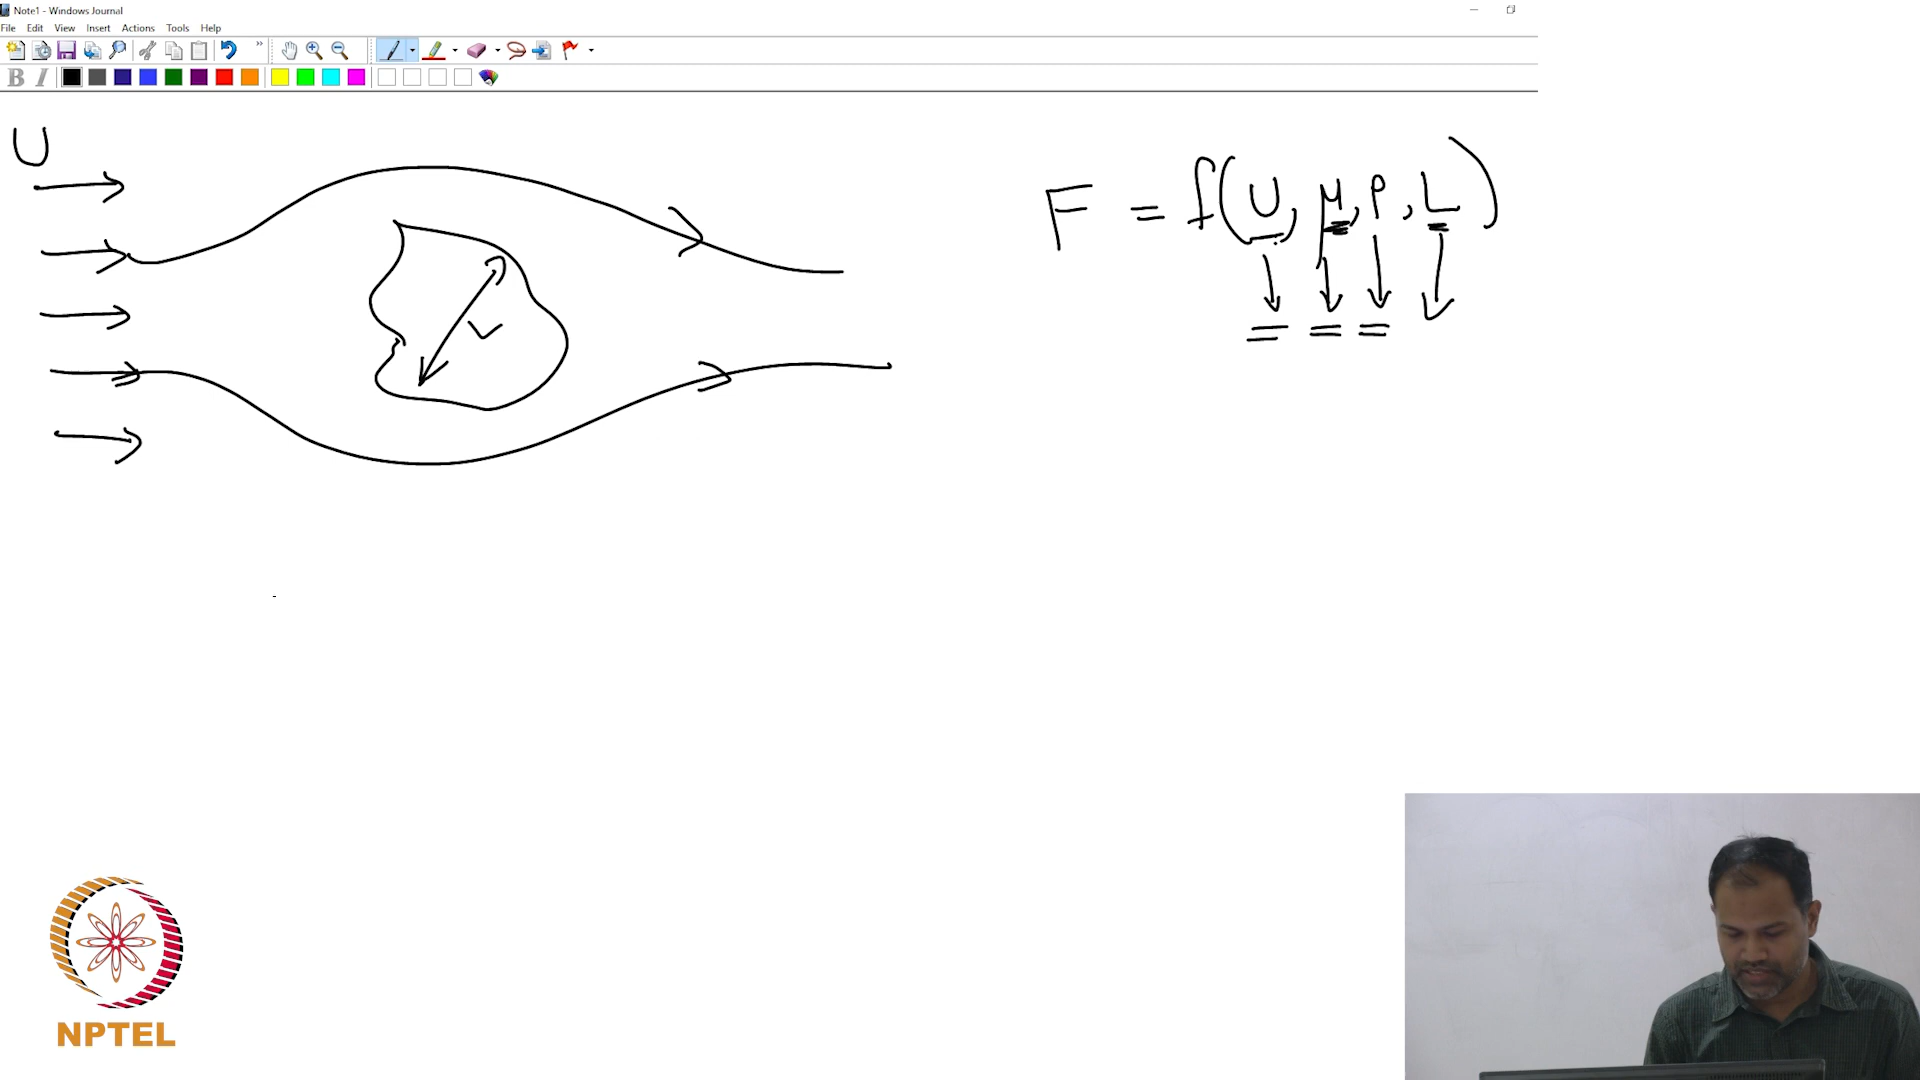 Note1 - Windows Journal
File Edit View Insert Actions Tools Help
B I
U
F = f(U, μ, ρ, L)
L
NPTEL